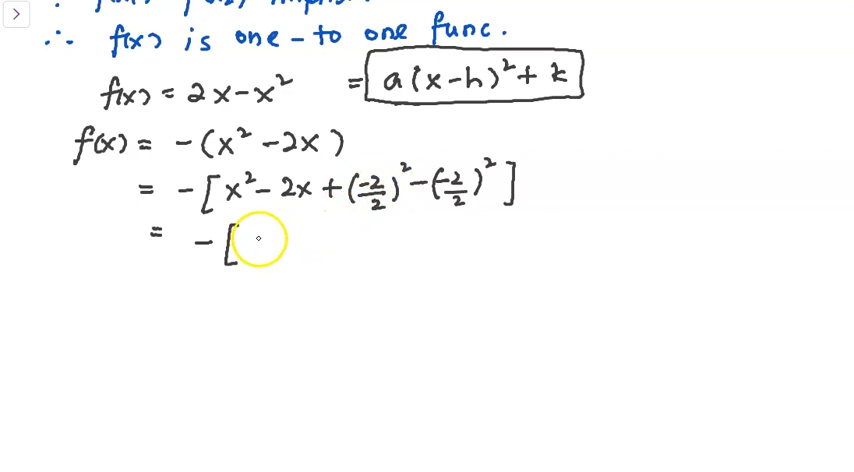 ∴ f(x) is one-to one func.
f(x) = 2x-x² = a(x-h)²+k
f(x) = -(x² -2x)
= -[x²- 2x +(-2/2)²-(-2/2)²]
= -[